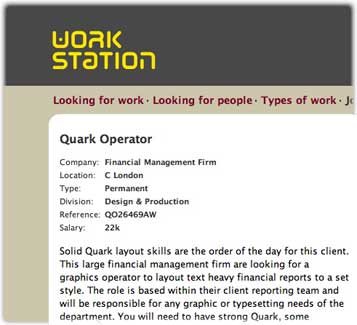 WORK
STATION
Looking for work · Looking for people · Types of work ·
Quark Operator
Company: Financial Management Firm
Location: C London
Type: Permanent
Division: Design & Production
Reference: QO26469AW
Salary: 22k
Solid Quark layout skills are the order of the day for this client.
This large financial management firm are looking for a
graphics operator to layout text heavy financial reports to a set
style. The role is based within their client reporting team and
will be responsible for any graphic or typesetting needs of the
department. You will need to have strong Quark, some